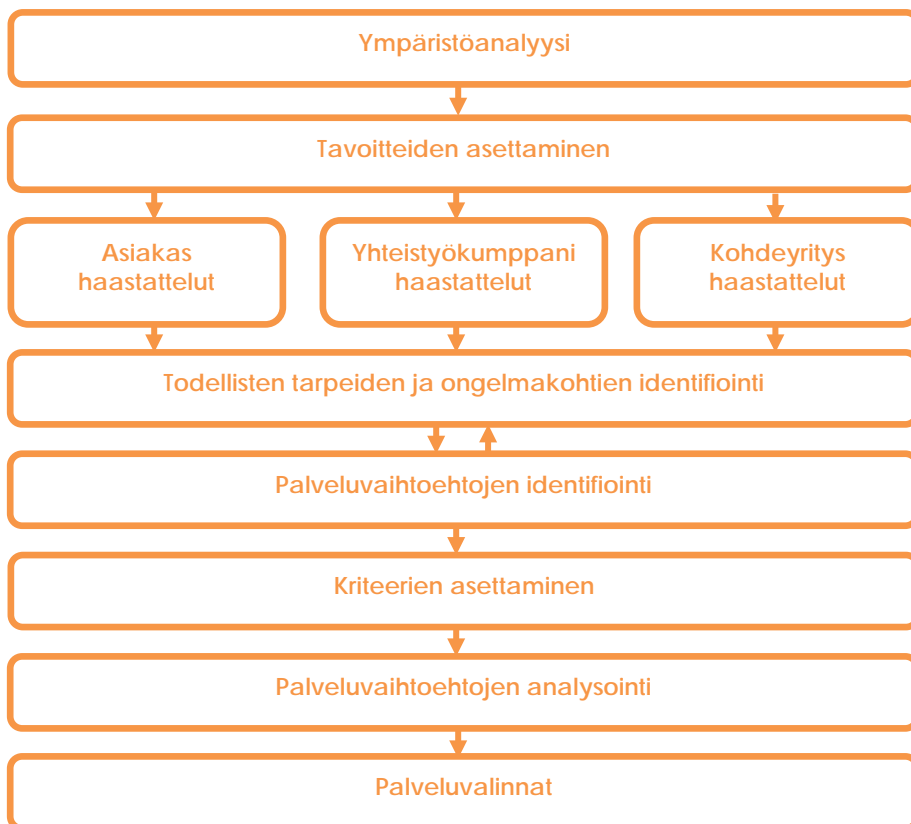 Ympäristöanalyysi
Tavoitteiden asettaminen
Asiakas
haastattelut
Yhteistyökumppani
haastattelut
Kohdeyritys
haastattelut
Todellisten tarpeiden ja ongelmakohtien identifiointi
Palveluvaihtoehtojen identifiointi
Kriteerien asettaminen
Palveluvaihtoehtojen analysointi
Palveluvalinnat